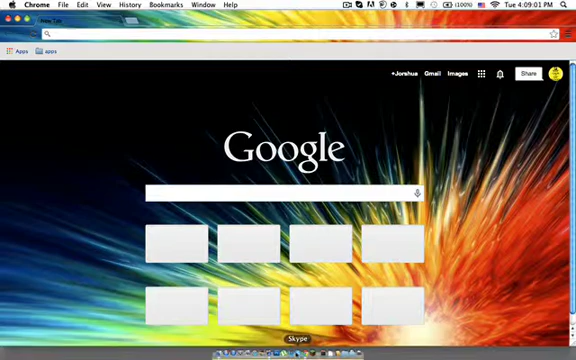 Chrome File Edit View History Bookmarks Window Help (100%) Tue 4:09:01 PM
New Tab
Apps apps
+Jorshua Gmail Images Share
Google
Skype